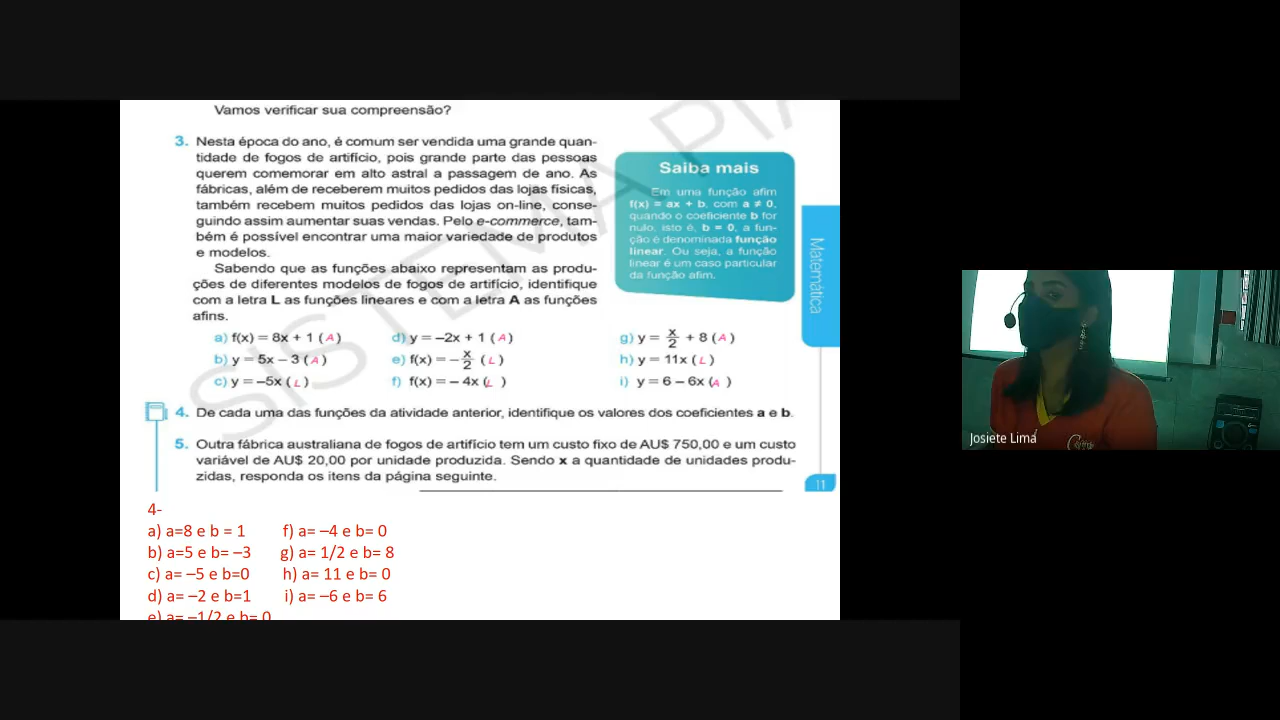 Vamos verificar sua compreensão?
3. Nesta época do ano, é comum ser vendida uma grande quan-
tidade de fogos de artifício, pois grande parte das pessoas
querem comemorar em alto astral a passagem de ano. As
fábricas, além de receberem muitos pedidos das lojas físicas,
também recebem muitos pedidos das lojas on-line, conse-
guindo assim aumentar suas vendas. Pelo e-commerce, tam-
bém é possível encontrar uma maior variedade de produtos
e modelos.
Sabendo que as funções abaixo representam as produ-
ções de diferentes modelos de fogos de artifício, identifique
com a letra L as funções lineares e com a letra A as funções
afins.
Saiba mais
Em uma função afim
f(x) = ax + b, com a ≠ 0,
quando o coeficiente b for
nulo, isto é, b = 0, a fun-
ção é denominada função
linear. Ou seja, a função
linear é um caso particular
da função afim.
Matemática
a) f(x) = 8x + 1 (A) d) y = –2x + 1 (A) g) y = x/2 + 8 (A)
b) y = 5x – 3 (A) e) f(x) = – x/2 (L) h) y = 11x (L)
c) y = –5x (L) f) f(x) = – 4x (L) i) y = 6 – 6x (A)
4. De cada uma das funções da atividade anterior, identifique os valores dos coeficientes a e b.
5. Outra fábrica australiana de fogos de artifício tem um custo fixo de AU$ 750,00 e um custo
variável de AU$ 20,00 por unidade produzida. Sendo x a quantidade de unidades produ-
zidas, responda os itens da página seguinte.
11
4-
a) a=8 e b = 1 f) a= –4 e b= 0
b) a=5 e b= –3 g) a= 1/2 e b= 8
c) a= –5 e b=0 h) a= 11 e b= 0
d) a= –2 e b=1 i) a= –6 e b= 6
e) a= –1/2 e b= 0
SISTEMA PI
Josiete Lima